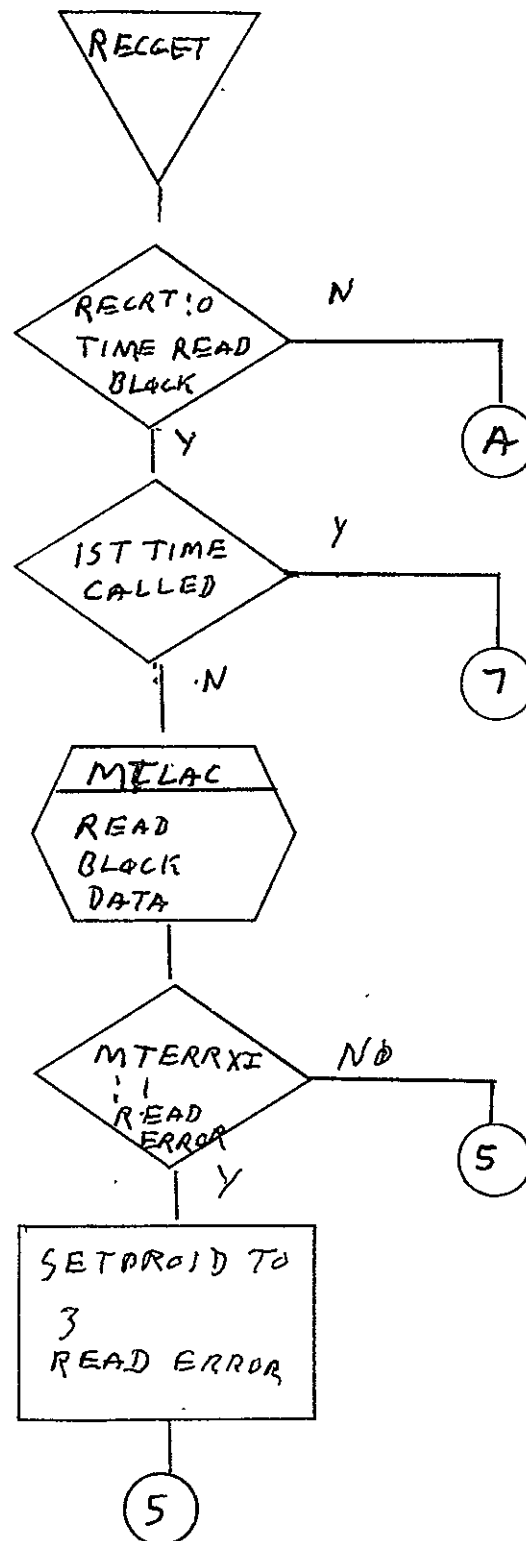 RECGET
RECRT:0
TIME READ
BLOCK
N
A
Y
1ST TIME
CALLED
Y
7
N
READ
BLOCK
DATA
MTERRXI
: 1
READ
ERROR
NO
5
Y
TO
3
READ ERROR
5